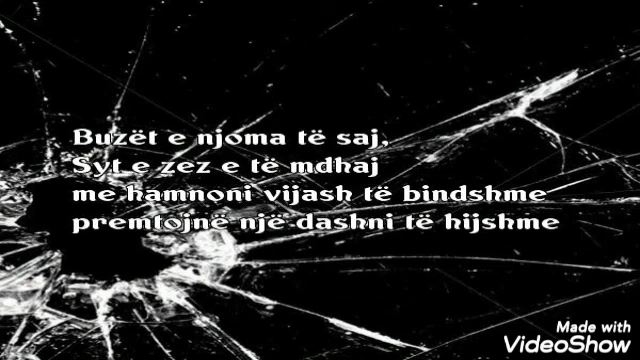 Buzët e njoma të saj,
Syt e zez e të mdhaj
me hamnoni vijash të bindshme
premtojnë një dashni të hijshme
Made with
VideoShow